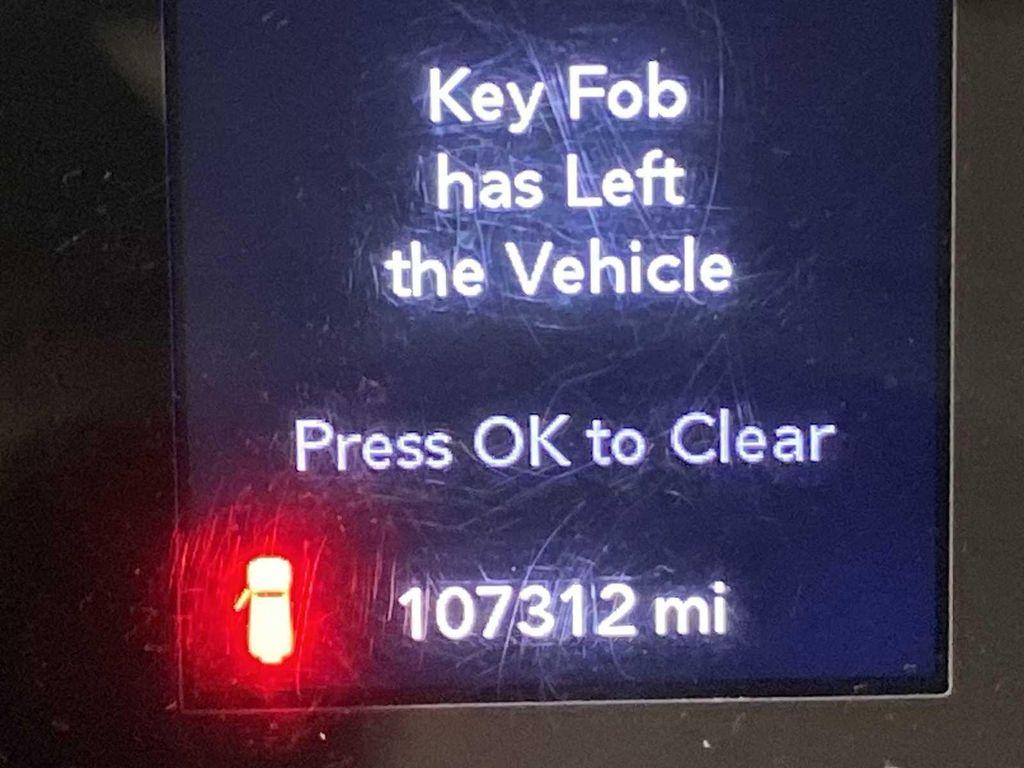 Key Fob
has Left
the Vehicle
Press OK to Clear
107312 mi